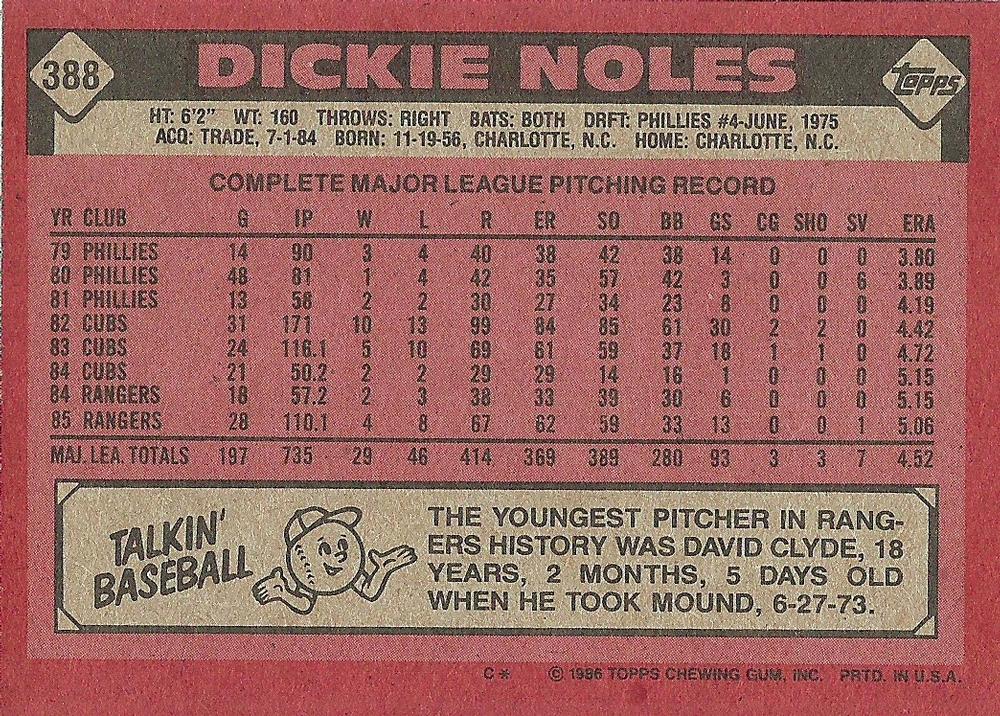 388 DICKIE NOLES Topps
HT: 6'2" WT: 160 THROWS: RIGHT BATS: BOTH DRFT: PHILLIES #4-JUNE, 1975
ACQ: TRADE, 7-1-84 BORN: 11-19-56, CHARLOTTE, N.C. HOME: CHARLOTTE, N.C.
COMPLETE MAJOR LEAGUE PITCHING RECORD
YR CLUB G IP W L R ER SO BB GS CG SHO SV ERA
79 PHILLIES 14 90 3 4 40 38 42 38 14 0 0 0 3.80
80 PHILLIES 48 81 1 4 42 35 57 42 3 0 0 6 3.89
81 PHILLIES 13 58 2 2 30 27 34 23 8 0 0 0 4.19
82 CUBS 31 171 10 13 99 84 85 61 30 2 2 0 4.42
83 CUBS 24 116.1 5 10 69 61 59 37 18 1 1 0 4.72
84 CUBS 21 50.2 2 2 29 29 14 16 1 0 0 0 5.15
84 RANGERS 18 57.2 2 3 38 33 39 30 6 0 0 0 5.15
85 RANGERS 28 110.1 4 8 67 62 59 33 13 0 0 1 5.06
MAJ. LEA. TOTALS 197 735 29 46 414 369 389 280 93 3 3 7 4.52
TALKIN'
BASEBALL
THE YOUNGEST PITCHER IN RANG-
ERS HISTORY WAS DAVID CLYDE, 18
YEARS, 2 MONTHS, 5 DAYS OLD
WHEN HE TOOK MOUND, 6-27-73.
C* © 1986 TOPPS CHEWING GUM, INC. PRTD. IN U.S.A.